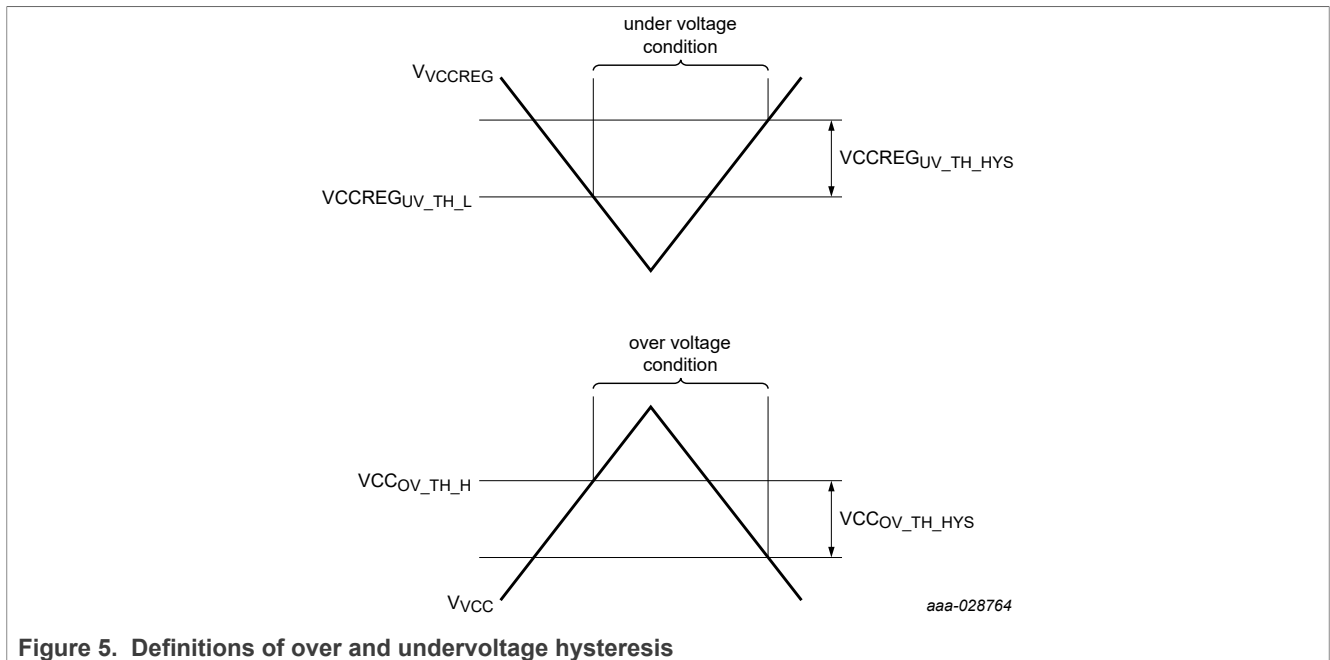 under voltage
condition
VVCCREG
VCCREGUV_TH_HYS
VCCREGUV_TH_L
over voltage
condition
VCCOV_TH_H
VCCOV_TH_HYS
VVCC
aaa-028764
Figure 5. Definitions of over and undervoltage hysteresis